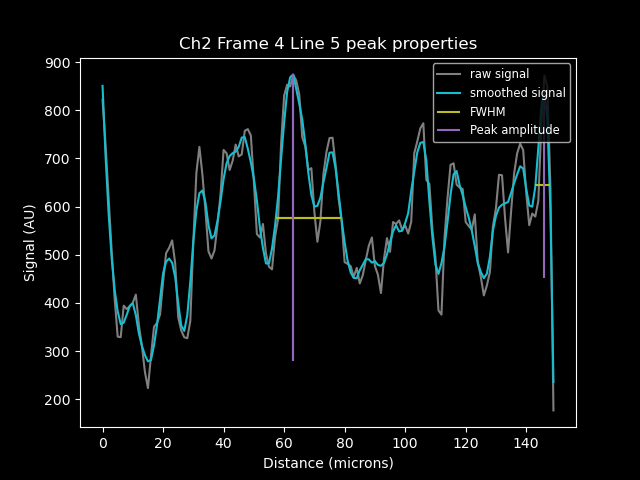 Ch2 Frame 4 Line 5 peak properties
raw signal
smoothed signal
FWHM
Peak amplitude
Signal (AU)
900
800
700
600
500
400
300
200
0 20 40 60 80 100 120 140
Distance (microns)